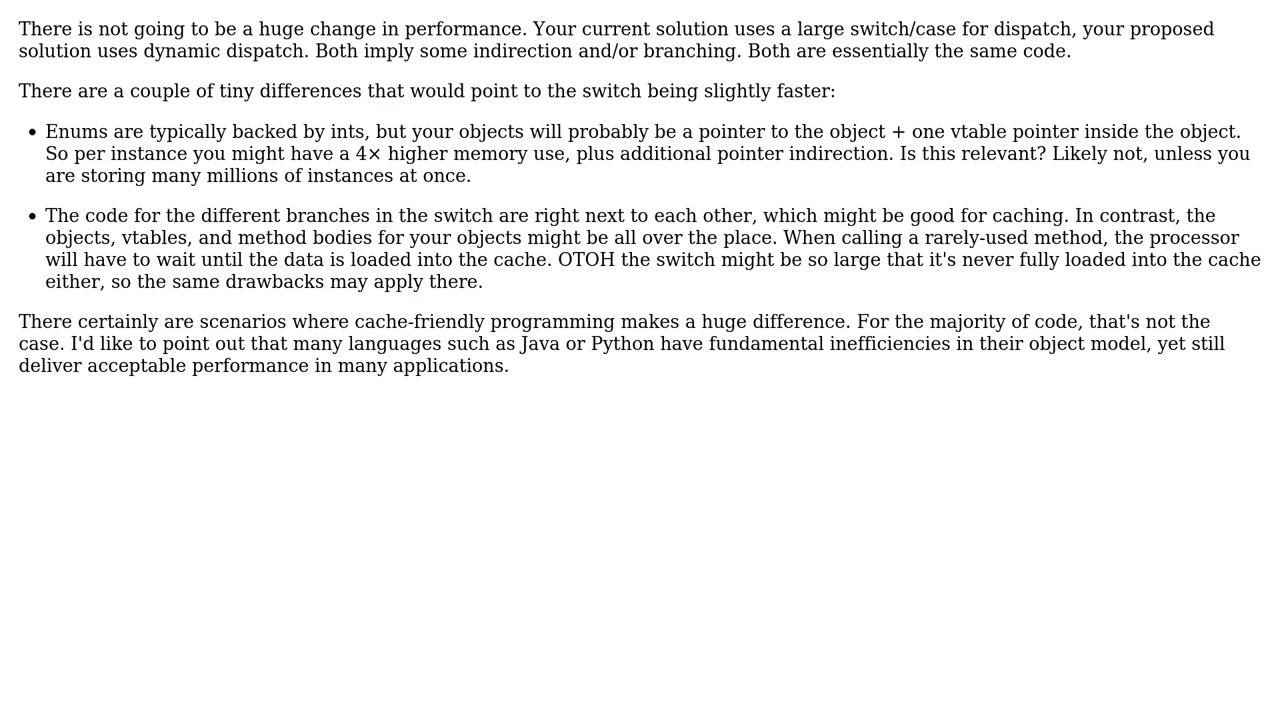 There is not going to be a huge change in performance. Your current solution uses a large switch/case for dispatch, your proposed
solution uses dynamic dispatch. Both imply some indirection and/or branching. Both are essentially the same code.
There are a couple of tiny differences that would point to the switch being slightly faster:
• Enums are typically backed by ints, but your objects will probably be a pointer to the object + one vtable pointer inside the object.
So per instance you might have a 4× higher memory use, plus additional pointer indirection. Is this relevant? Likely not, unless you
are storing many millions of instances at once.
• The code for the different branches in the switch are right next to each other, which might be good for caching. In contrast, the
objects, vtables, and method bodies for your objects might be all over the place. When calling a rarely-used method, the processor
will have to wait until the data is loaded into the cache. OTOH the switch might be so large that it's never fully loaded into the cache
either, so the same drawbacks may apply there.
There certainly are scenarios where cache-friendly programming makes a huge difference. For the majority of code, that's not the
case. I'd like to point out that many languages such as Java or Python have fundamental inefficiencies in their object model, yet still
deliver acceptable performance in many applications.